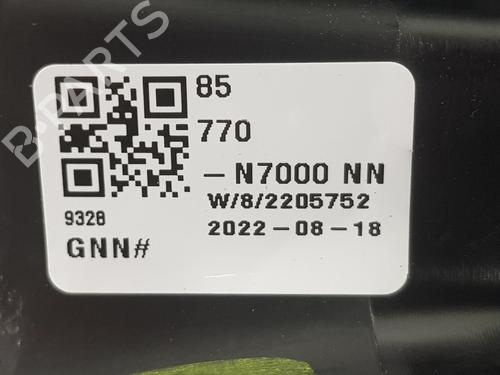 85
770
-N7000 NN
W/8/2205752
2022-08-18
9328
GNN#
B-PARTS